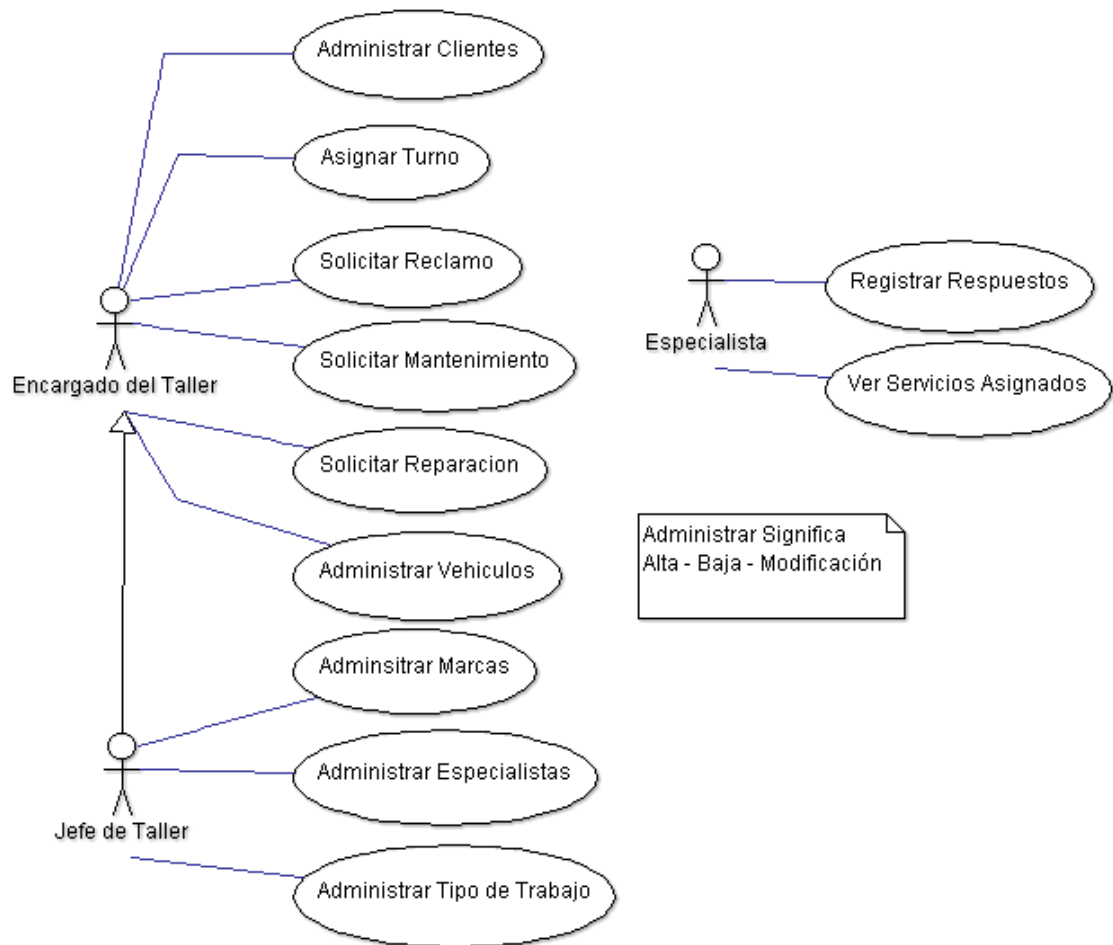 Administrar Clientes
Asignar Turno
Solicitar Reclamo
Registrar Respuestos
Especialista
Solicitar Mantenimiento
Encargado del Taller
Ver Servicios Asignados
Solicitar Reparacion
Administrar Significa
Alta - Baja - Modificación
Administrar Vehiculos
Adminsitrar Marcas
Administrar Especialistas
Jefe de Taller
Administrar Tipo de Trabajo